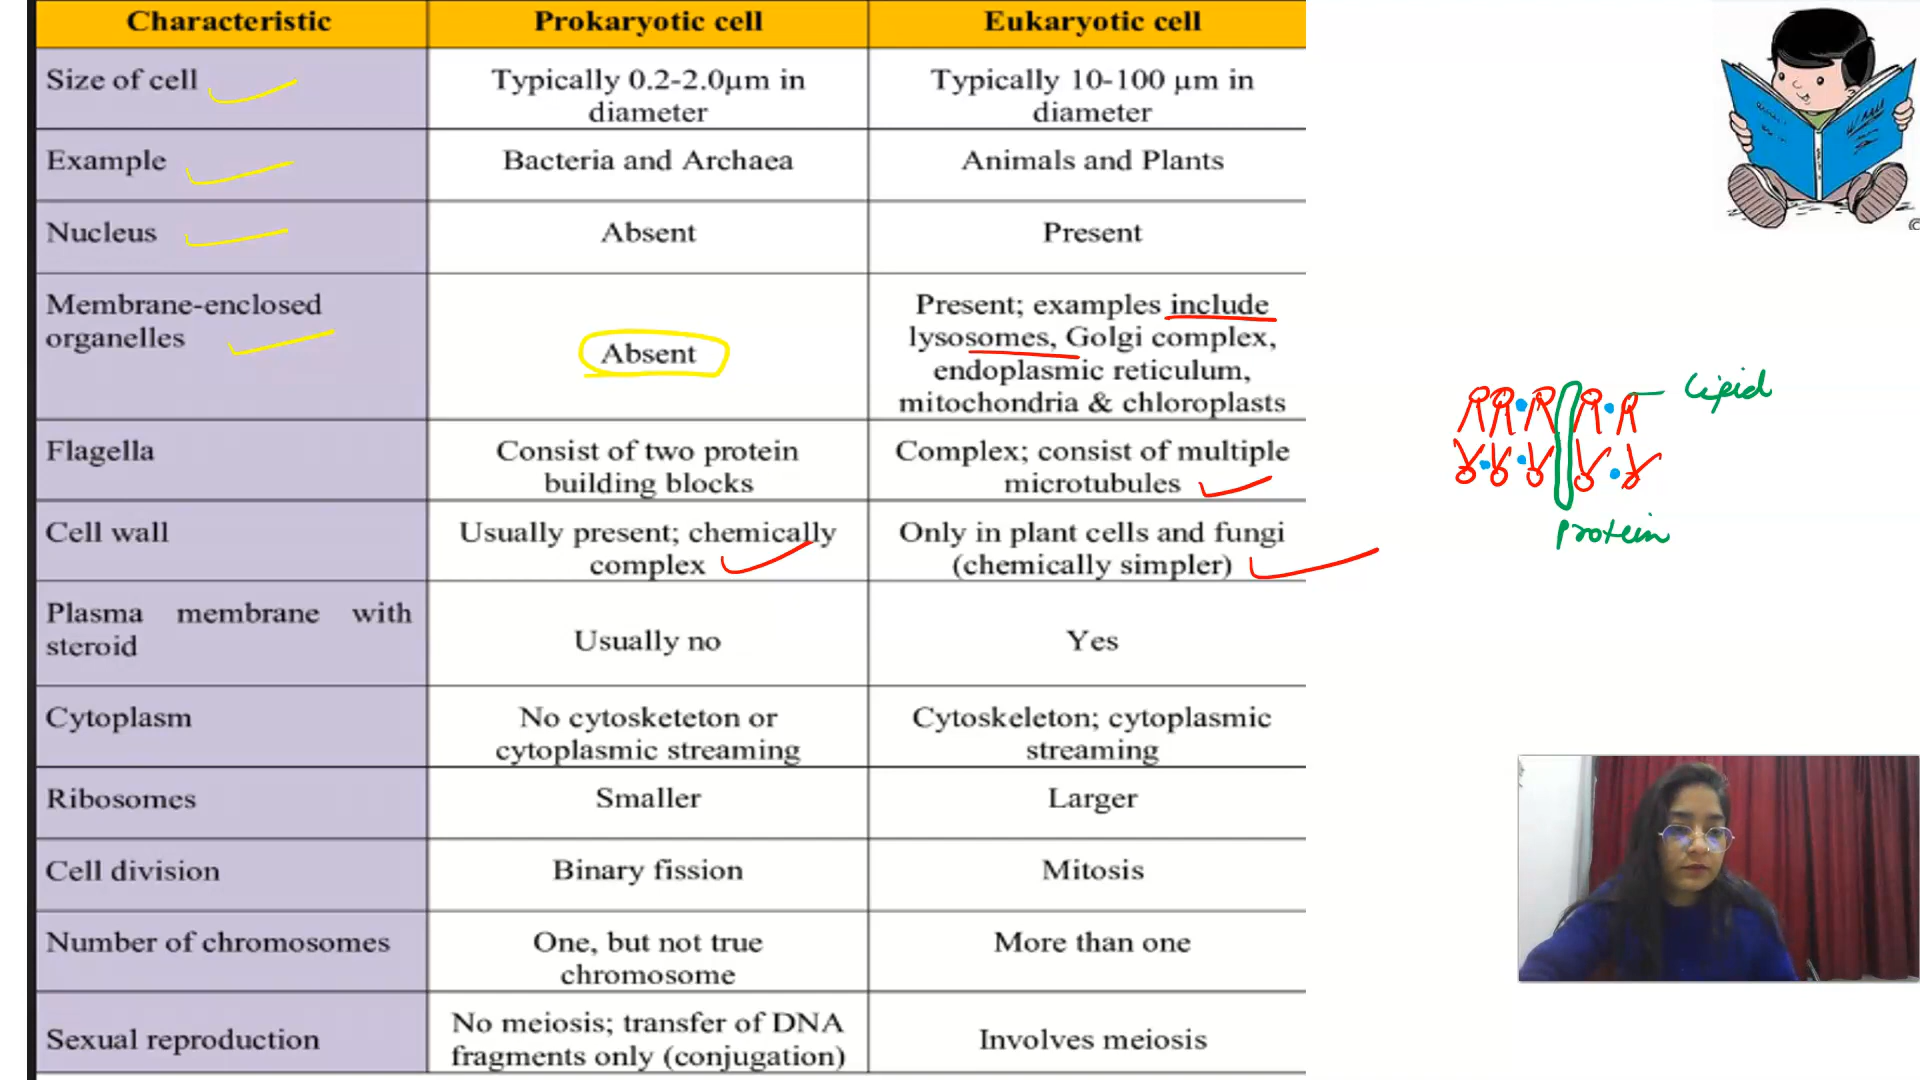 Characteristic Prokaryotic cell Eukaryotic cell
Size of cell
Typically 0.2-2.0μm in
diameter
Typically 10-100 μm in
diameter
Example
Bacteria and Archaea
Animals and Plants
Nucleus
Absent
Present
Membrane-enclosed
organelles
Absent
Present; examples include
lysosomes, Golgi complex,
endoplasmic reticulum,
mitochondria & chloroplasts
Flagella
Consist of two protein
building blocks
Complex; consist of multiple
microtubules
Cell wall
Usually present; chemically
complex
Only in plant cells and fungi
(chemically simpler)
Plasma membrane with
steroid
Usually no
Yes
Cytoplasm
No cytosketeton or
cytoplasmic streaming
Cytoskeleton; cytoplasmic
streaming
Ribosomes
Smaller
Larger
Cell division
Binary fission
Mitosis
Number of chromosomes
One, but not true
chromosome
More than one
Sexual reproduction
No meiosis; transfer of DNA
fragments only (conjugation)
Involves meiosis
©
Lipid
Protein